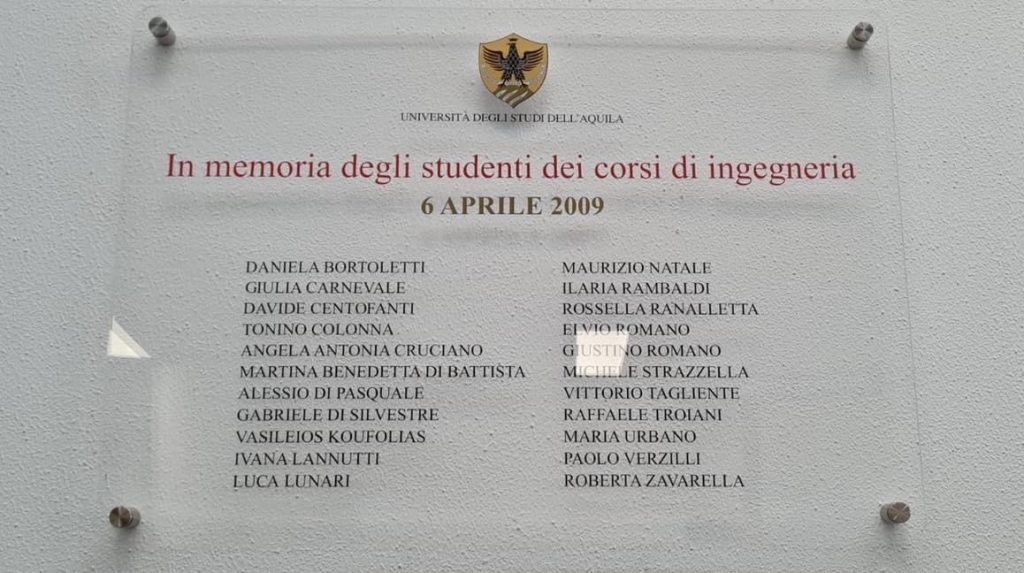 UNIVERSITÀ DEGLI STUDI DELL'AQUILA
In memoria degli studenti dei corsi di ingegneria
6 APRILE 2009
DANIELA BORTOLETTI
GIULIA CARNEVALE
DAVIDE CENTOFANTI
TONINO COLONNA
ANGELA ANTONIA CRUCIANO
MARTINA BENEDETTA DI BATTISTA
ALESSIO DI PASQUALE
GABRIELE DI SILVESTRE
VASILEIOS KOUFOLIAS
IVANA LANNUTTI
LUCA LUNARI
MAURIZIO NATALE
ILARIA RAMBALDI
ROSSELLA RANALLETTA
ELVIO ROMANO
GIUSTINO ROMANO
MICHELE STRAZZELLA
VITTORIO TAGLIENTE
RAFFAELE TROIANI
MARIA URBANO
PAOLO VERZILLI
ROBERTA ZAVARELLA